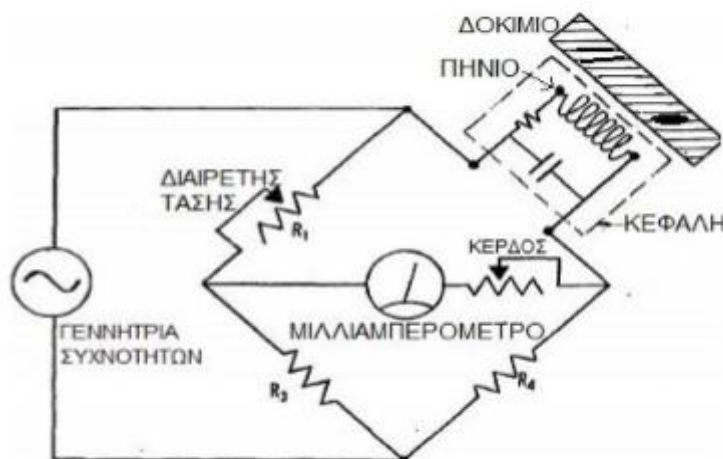 ΔΟΚΙΜΙΟ
ΠΗΝΙΟ
ΔΙΑΙΡΕΤΗΣ
ΤΑΣΗΣ
R₁
ΚΕΦΑΛΗ
ΚΕΡΔΟΣ
ΓΕΝΝΗΤΡΙΑ
ΣΥΧΝΟΤΗΤΩΝ
ΜΙΛΛΙΑΜΠΕΡΟΜΕΤΡΟ
R₃
R₄